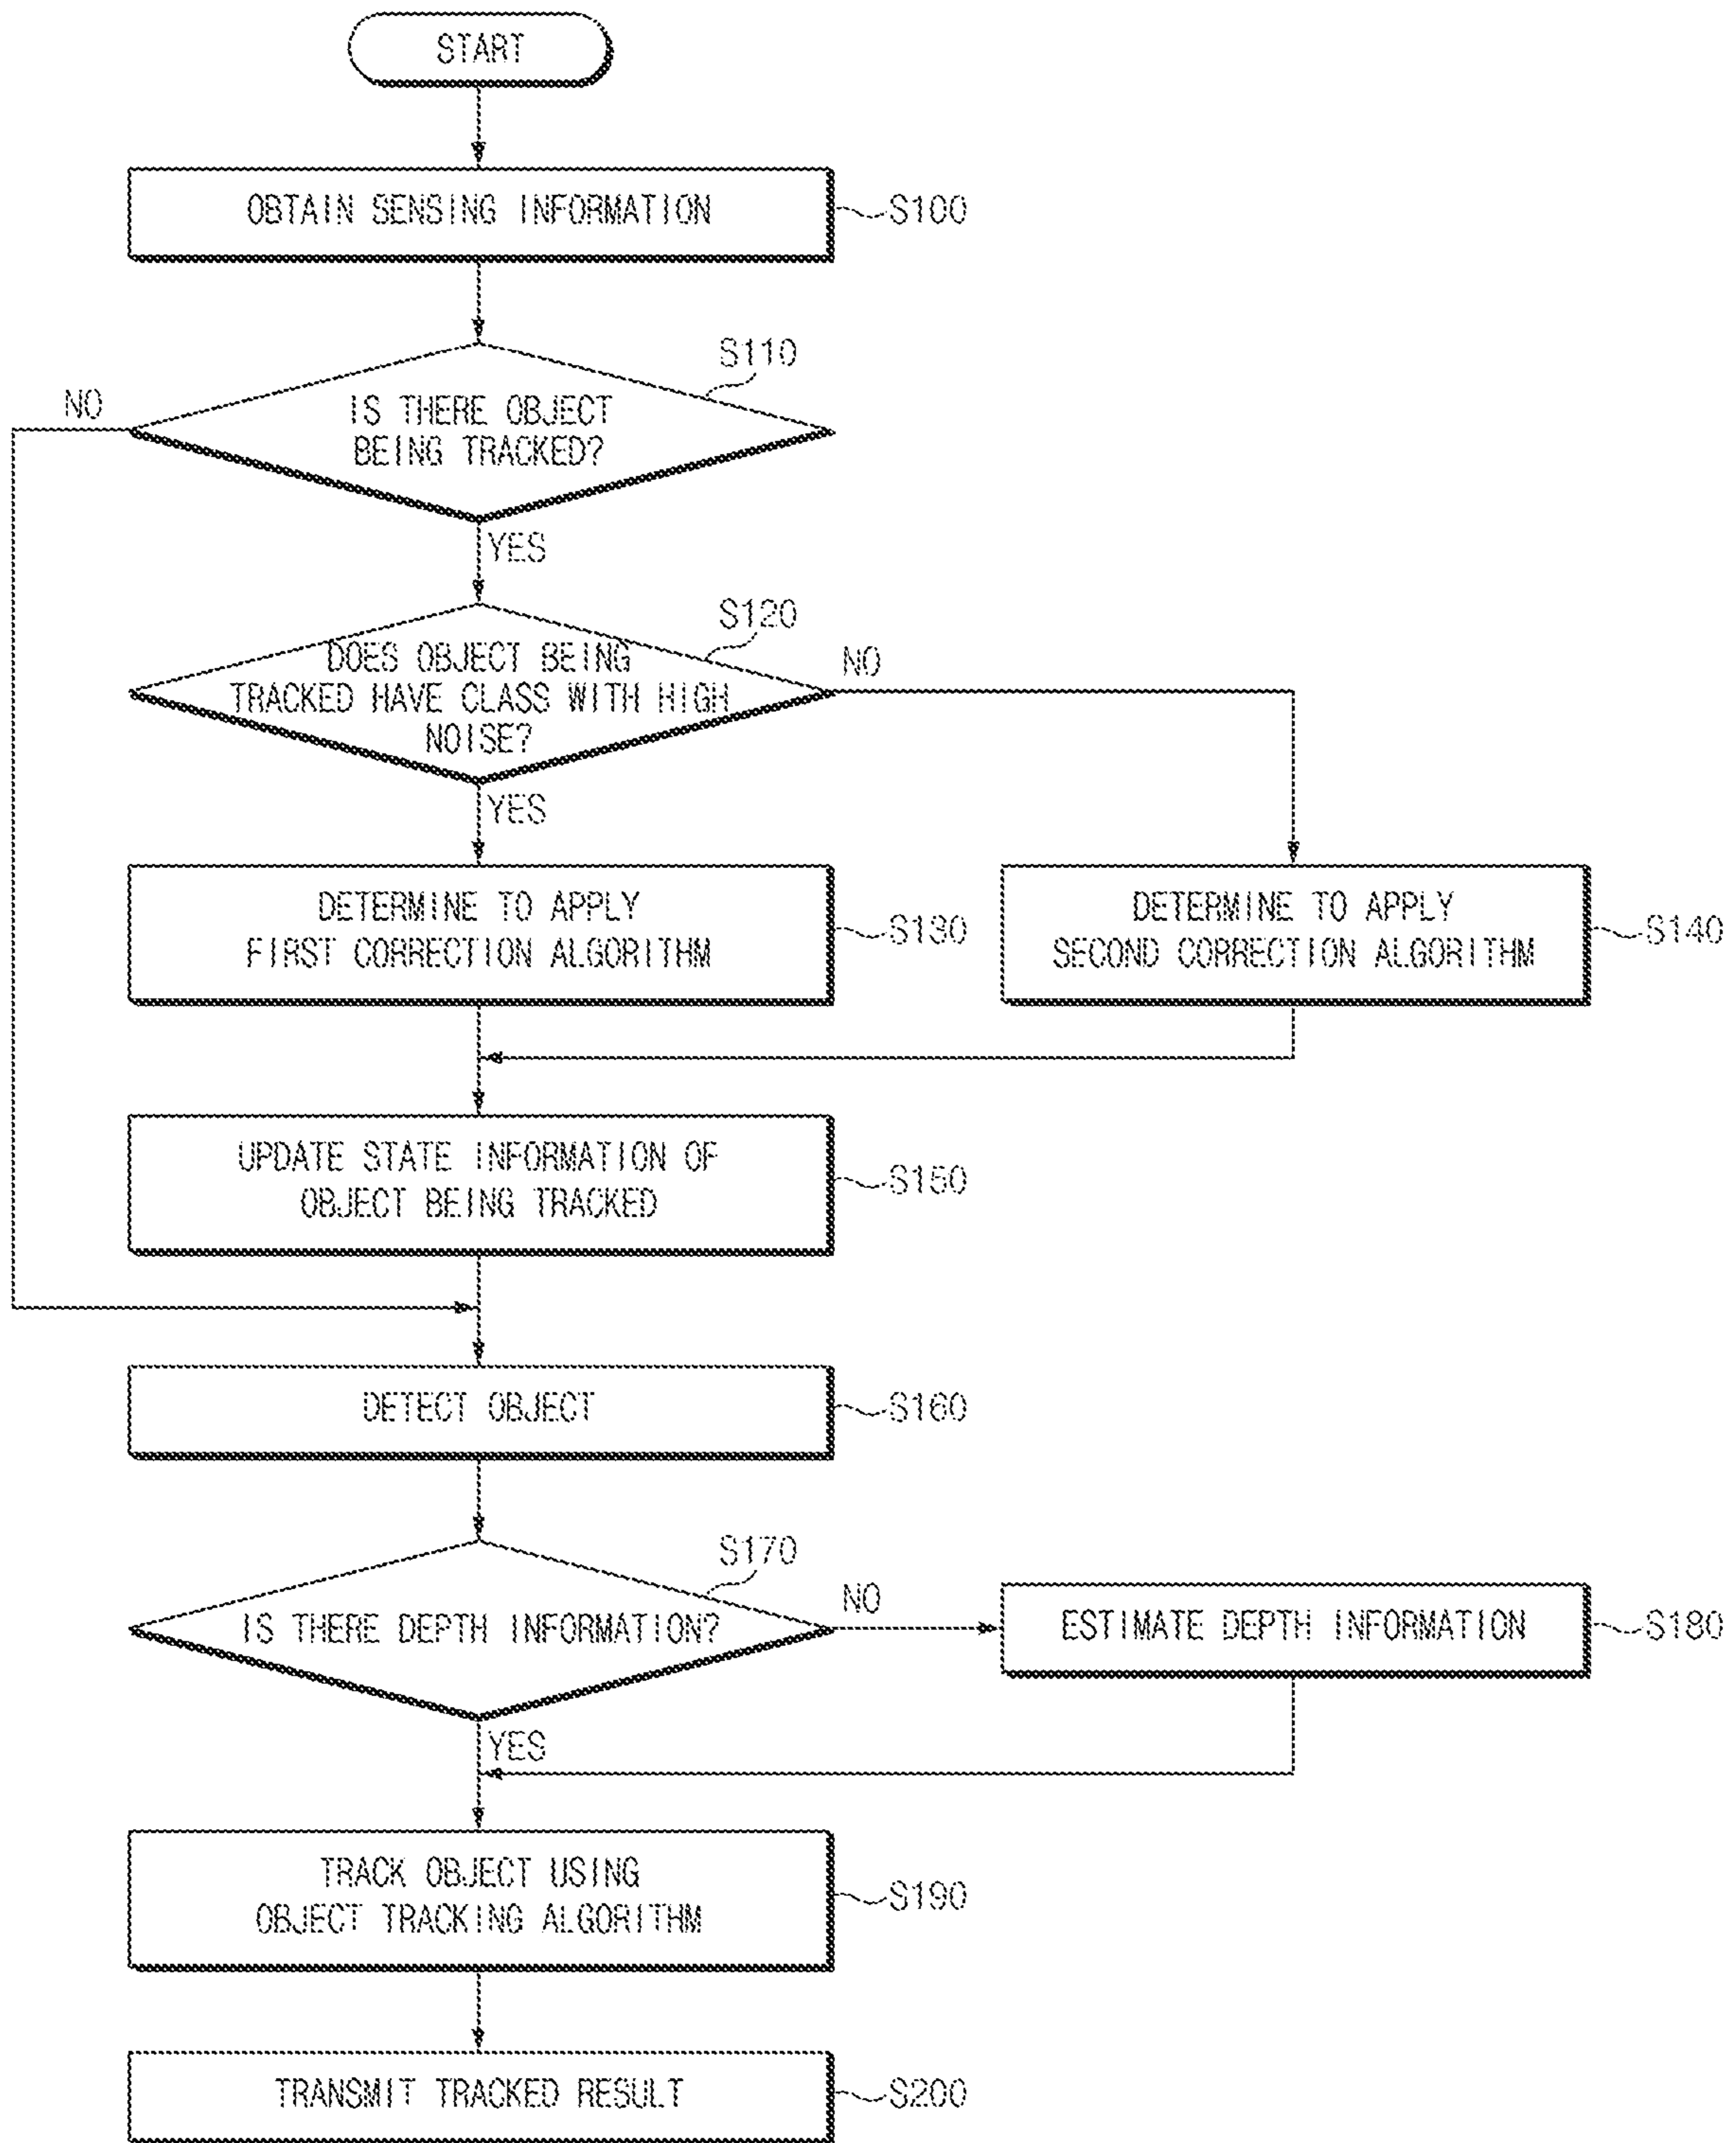 START
OBTAIN SENSING INFORMATION
S100
S110
NO
IS THERE OBJECT
BEING TRACKED?
YES
S120
DOES OBJECT BEING
TRACKED HAVE CLASS WITH HIGH
NOISE?
NO
YES
DETERMINE TO APPLY
FIRST CORRECTION ALGORITHM
S130
DETERMINE TO APPLY
SECOND CORRECTION ALGORITHM
S140
UPDATE STATE INFORMATION OF
OBJECT BEING TRACKED
S150
DETECT OBJECT
S160
S170
IS THERE DEPTH INFORMATION?
NO
ESTIMATE DEPTH INFORMATION
S180
YES
TRACK OBJECT USING
OBJECT TRACKING ALGORITHM
S190
TRANSMIT TRACKED RESULT
S200